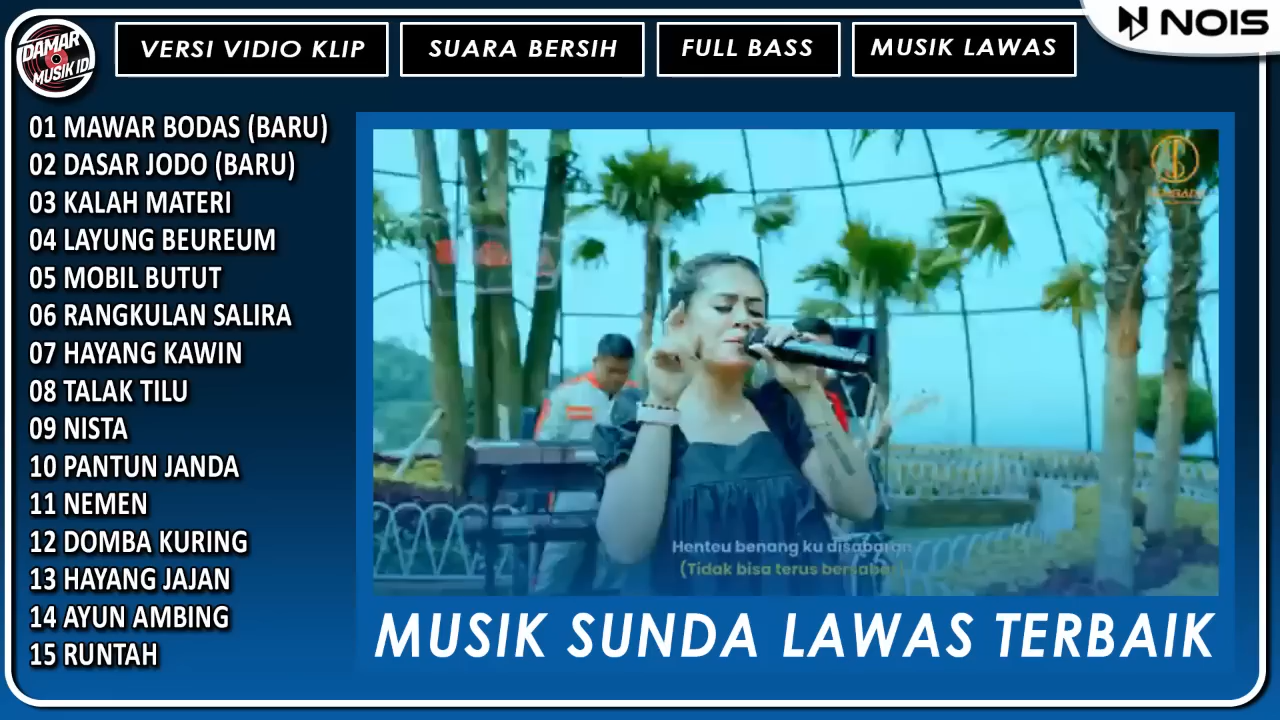 DAMAR
MUSIK ID
VERSI VIDIO KLIP
SUARA BERSIH
FULL BASS
MUSIK LAWAS
NOIS
01 MAWAR BODAS (BARU)
02 DASAR JODO (BARU)
03 KALAH MATERI
04 LAYUNG BEUREUM
05 MOBIL BUTUT
06 RANGKULAN SALIRA
07 HAYANG KAWIN
08 TALAK TILU
09 NISTA
10 PANTUN JANDA
11 NEMEN
12 DOMBA KURING
13 HAYANG JAJAN
14 AYUN AMBING
15 RUNTAH
Henteu benang ku disabaran
(Tidak bisa terus bersabar)
MUSIK SUNDA LAWAS TERBAIK